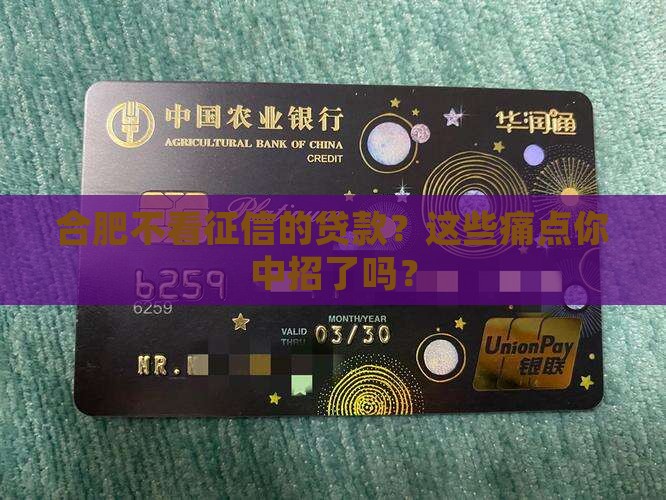 中国农业银行
AGRICULTURAL BANK OF CHINA
CREDIT
华润通
Platinum
合肥不看征信的贷款？这些痛点你
中招了吗？
6259
6259
MONTH/YEAR
VALID THRU 03/30
MR.
UnionPay
银联